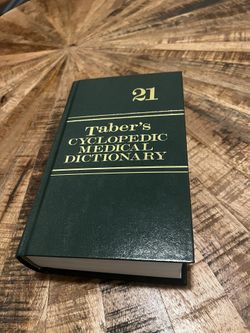 21
Taber's
CYCLOPEDIC
MEDICAL
DICTIONARY